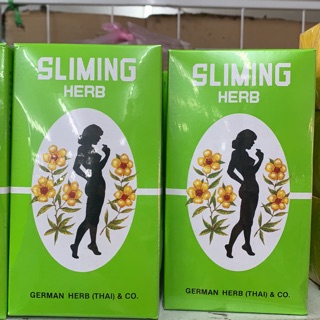 SLIMING
HERB
GERMAN HERB (THAI) & CO.
SLIMING
HERB
GERMAN HERB (THAI) & CO.